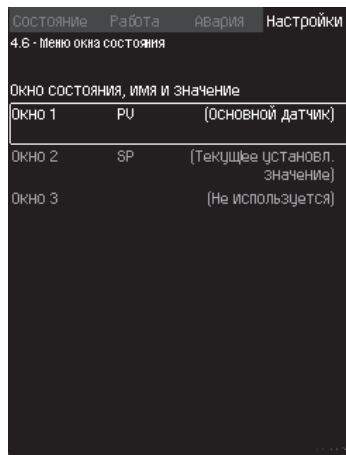 Состояние Работа Авария Настройки
4.6 - Меню окна состояния
Окно состояния, имя и значение
Окно 1 PV (Основной датчик)
Окно 2 SP (Текущее установл.
значение)
Окно 3 (Не используется)